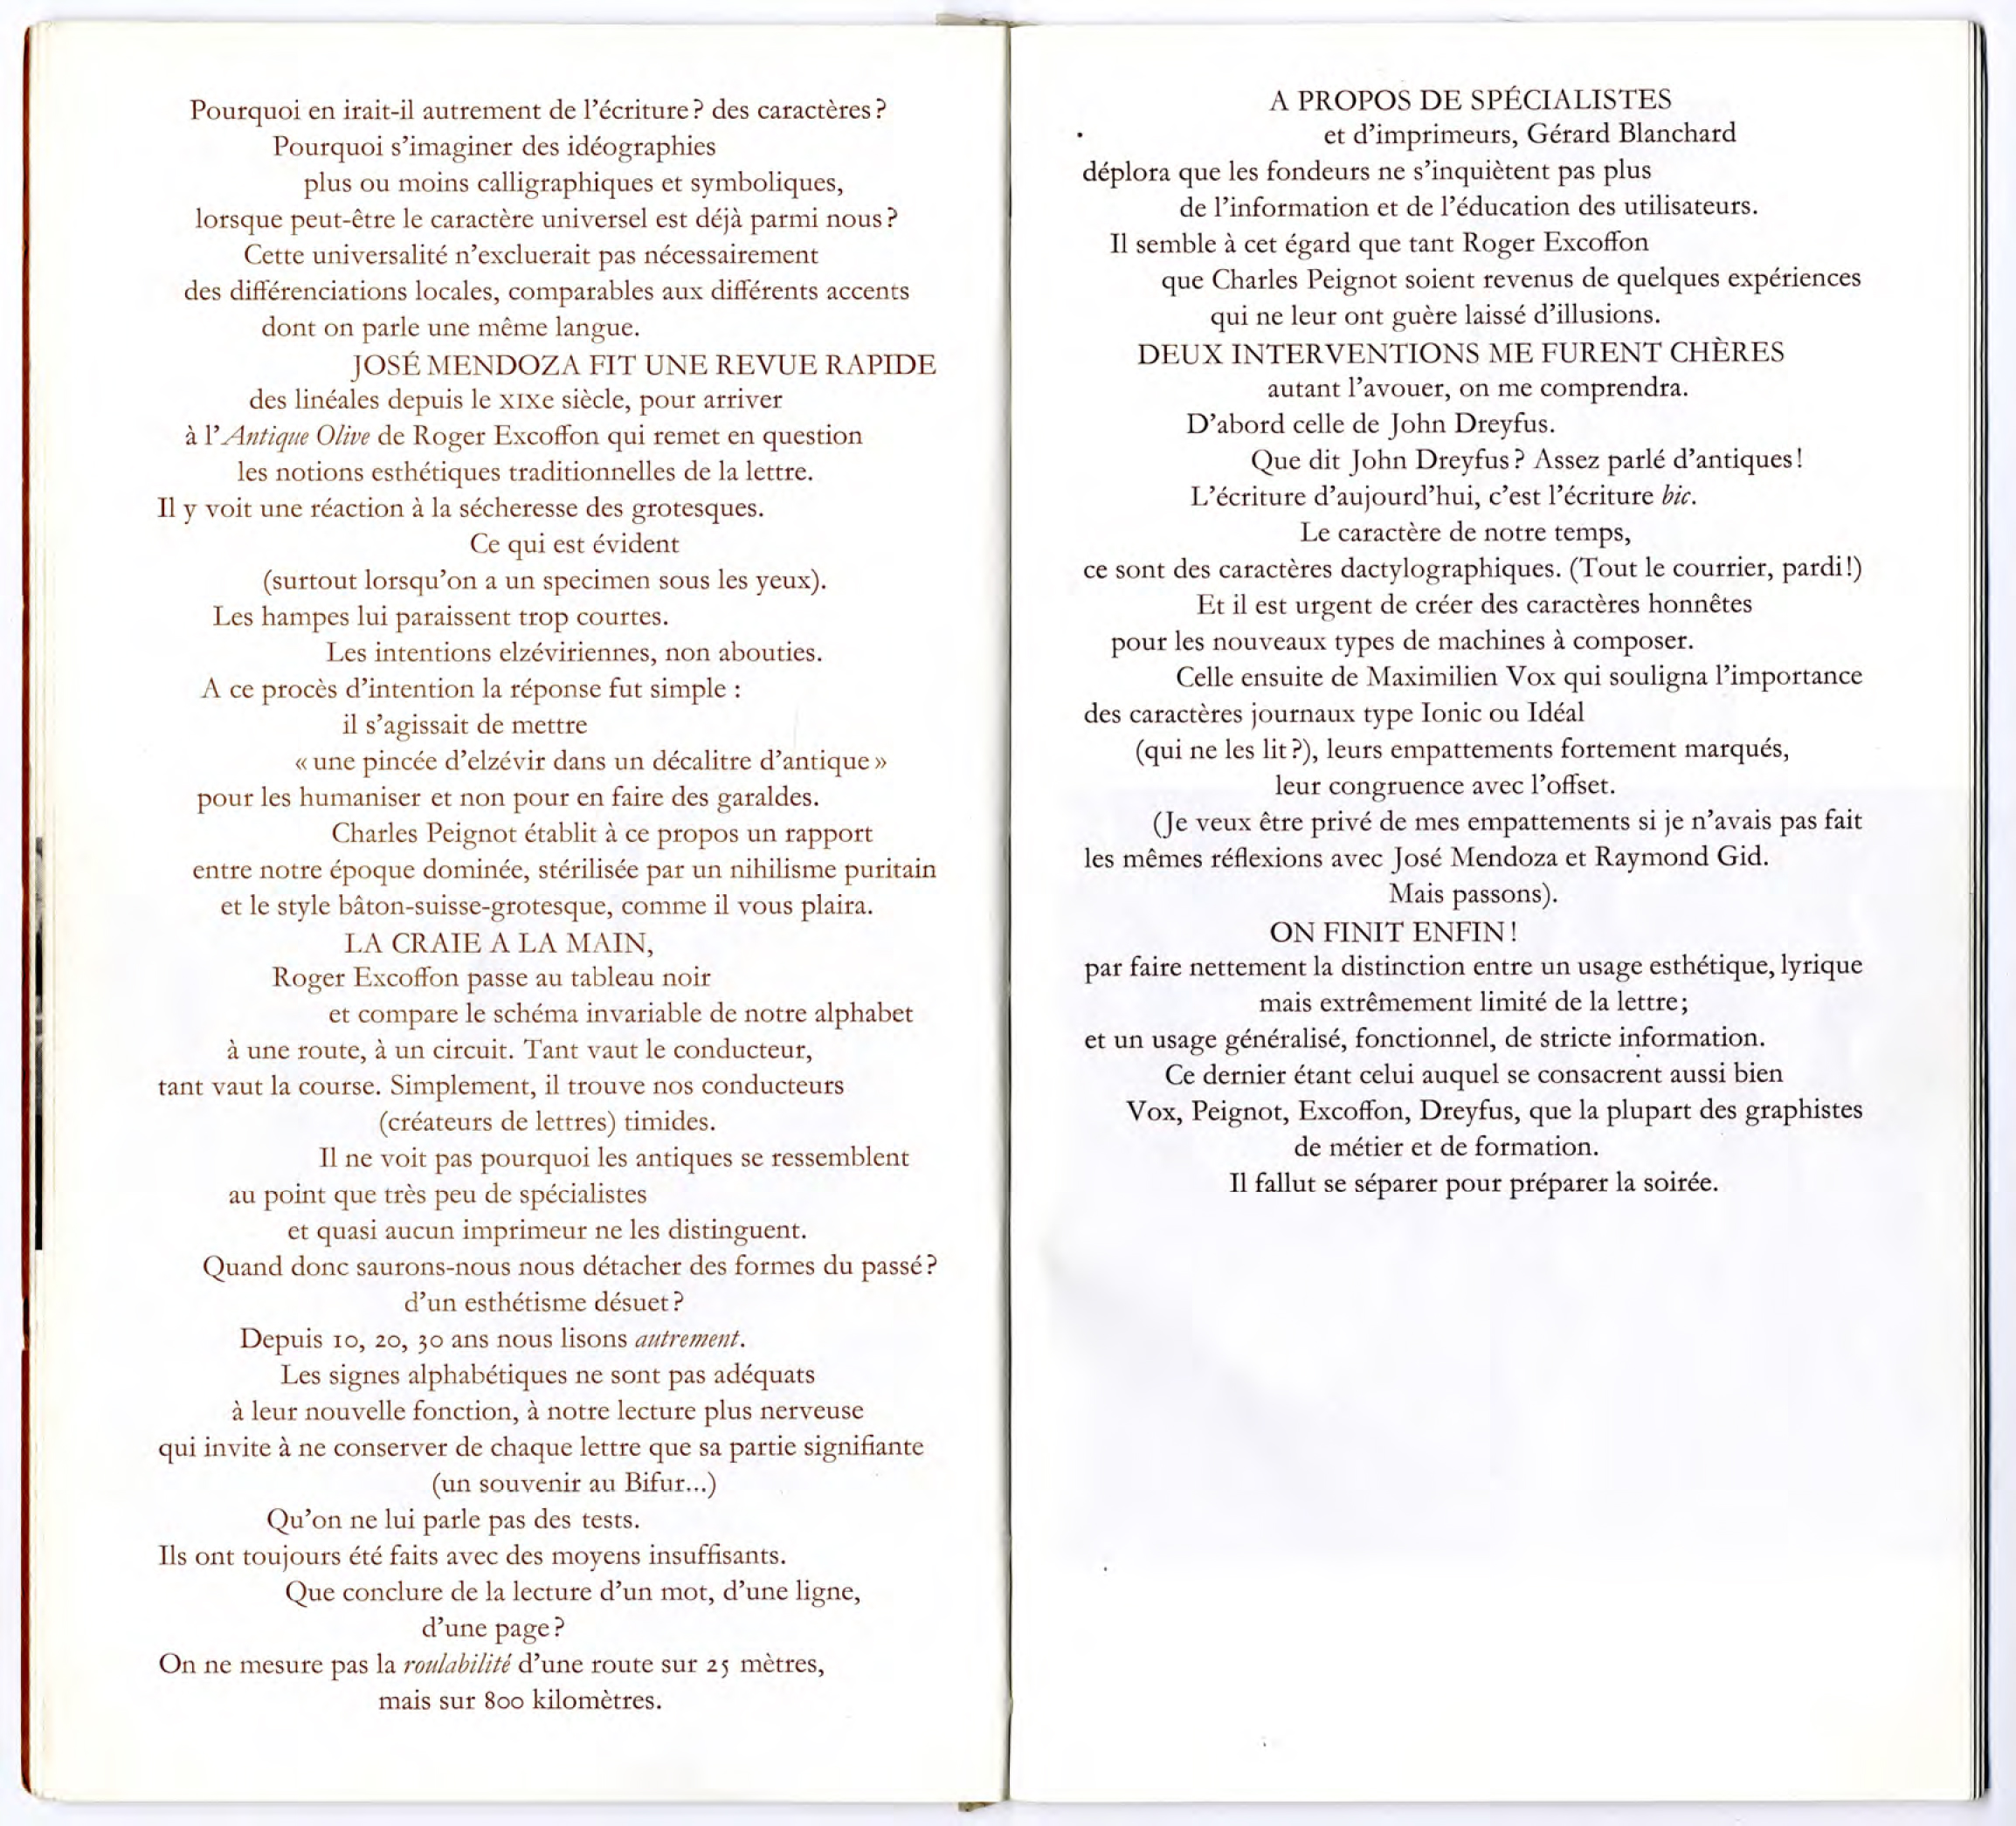 Pourquoi en irait-il autrement de l'écriture ? des caractères ?
Pourquoi s'imaginer des idéographies
plus ou moins calligraphiques et symboliques,
lorsque peut-être le caractère universel est déjà parmi nous ?
Cette universalité n'excluerait pas nécessairement
des différenciations locales, comparables aux différents accents
dont on parle une même langue.
JOSÉ MENDOZA FIT UNE REVUE RAPIDE
des linéales depuis le XIXe siècle, pour arriver
à l'Antique Olive de Roger Excoffon qui remet en question
les notions esthétiques traditionnelles de la lettre.
Il y voit une réaction à la sécheresse des grotesques.
Ce qui est évident
(surtout lorsqu'on a un specimen sous les yeux).
Les hampes lui paraissent trop courtes.
Les intentions elzéviriennes, non abouties.
A ce procès d'intention la réponse fut simple :
il s'agissait de mettre
« une pincée d'elzévir dans un décalitre d'antique »
pour les humaniser et non pour en faire des garaldes.
Charles Peignot établit à ce propos un rapport
entre notre époque dominée, stérilisée par un nihilisme puritain
et le style bâton-suisse-grotesque, comme il vous plaira.
LA CRAIE A LA MAIN,
Roger Excoffon passe au tableau noir
et compare le schéma invariable de notre alphabet
à une route, à un circuit. Tant vaut le conducteur,
tant vaut la course. Simplement, il trouve nos conducteurs
(créateurs de lettres) timides.
Il ne voit pas pourquoi les antiques se ressemblent
au point que très peu de spécialistes
et quasi aucun imprimeur ne les distinguent.
Quand donc saurons-nous nous détacher des formes du passé ?
d'un esthétisme désuet ?
Depuis 10, 20, 30 ans nous lisons autrement.
Les signes alphabétiques ne sont pas adéquats
à leur nouvelle fonction, à notre lecture plus nerveuse
qui invite à ne conserver de chaque lettre que sa partie signifiante
(un souvenir au Bifur...)
Qu'on ne lui parle pas des tests.
Ils ont toujours été faits avec des moyens insuffisants.
Que conclure de la lecture d'un mot, d'une ligne,
d'une page ?
On ne mesure pas la roulabilité d'une route sur 25 mètres,
mais sur 800 kilomètres.
A PROPOS DE SPÉCIALISTES
et d'imprimeurs, Gérard Blanchard
déplora que les fondeurs ne s'inquiètent pas plus
de l'information et de l'éducation des utilisateurs.
Il semble à cet égard que tant Roger Excoffon
que Charles Peignot soient revenus de quelques expériences
qui ne leur ont guère laissé d'illusions.
DEUX INTERVENTIONS ME FURENT CHÈRES
autant l'avouer, on me comprendra.
D'abord celle de John Dreyfus.
Que dit John Dreyfus ? Assez parlé d'antiques !
L'écriture d'aujourd'hui, c'est l'écriture bic.
Le caractère de notre temps,
ce sont des caractères dactylographiques. (Tout le courrier, pardi !)
Et il est urgent de créer des caractères honnêtes
pour les nouveaux types de machines à composer.
Celle ensuite de Maximilien Vox qui souligna l'importance
des caractères journaux type Ionic ou Idéal
(qui ne les lit ?), leurs empattements fortement marqués,
leur congruence avec l'offset.
(Je veux être privé de mes empattements si je n'avais pas fait
les mêmes réflexions avec José Mendoza et Raymond Gid.
Mais passons).
ON FINIT ENFIN !
par faire nettement la distinction entre un usage esthétique, lyrique
mais extrêmement limité de la lettre ;
et un usage généralisé, fonctionnel, de stricte information.
Ce dernier étant celui auquel se consacrent aussi bien
Vox, Peignot, Excoffon, Dreyfus, que la plupart des graphistes
de métier et de formation.
Il fallut se séparer pour préparer la soirée.